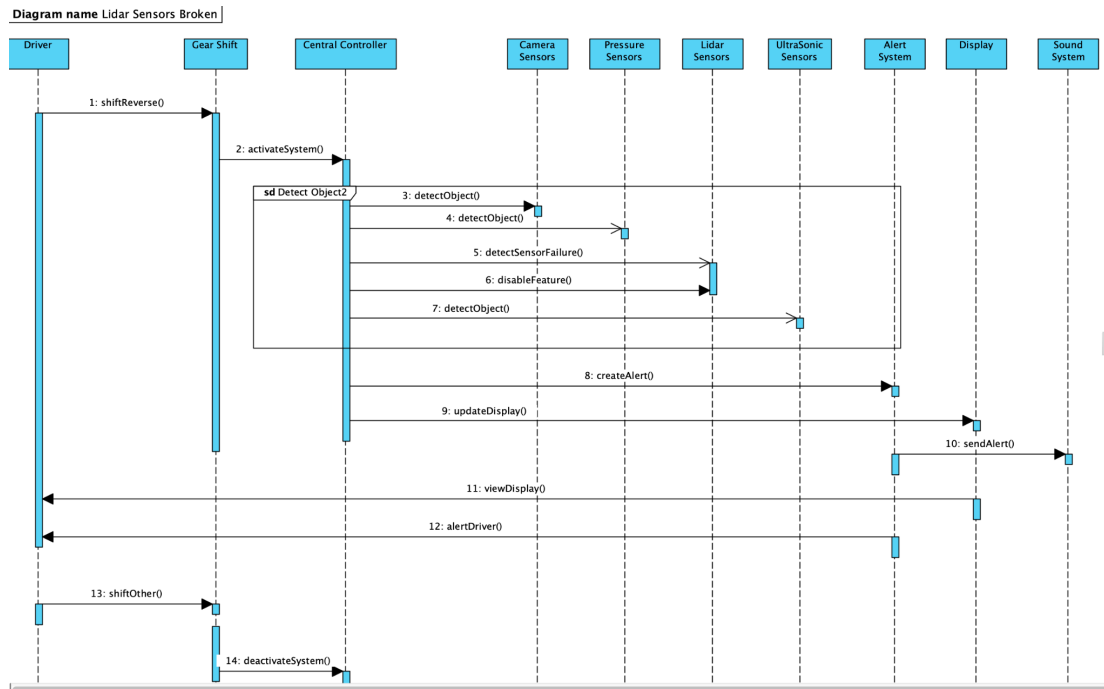 Diagram name Lidar Sensors Broken
Driver
Gear Shift
Central Controller
Camera
Sensors
Pressure
Sensors
Lidar
Sensors
UltraSonic
Sensors
Alert
System
Display
Sound
System
1: shiftReverse()
2: activateSystem()
sd Detect Object2
3: detectObject()
4: detectObject()
5: detectSensorFailure()
6: disableFeature()
7: detectObject()
8: createAlert()
9: updateDisplay()
10: sendAlert()
11: viewDisplay()
12: alertDriver()
13: shiftOther()
14: deactivateSystem()